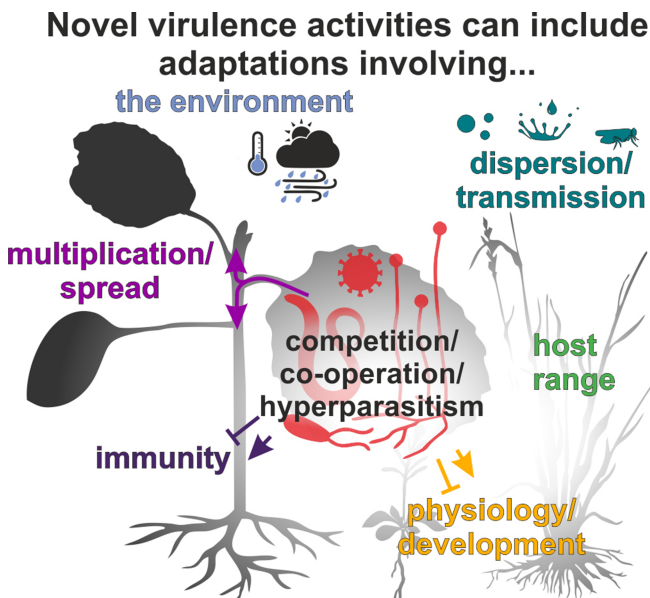 Novel virulence activities can include
adaptations involving...
the environment
dispersion/
transmission
multiplication/
spread
competition/
co-operation/
hyperparasitism
host
range
immunity
physiology/
development